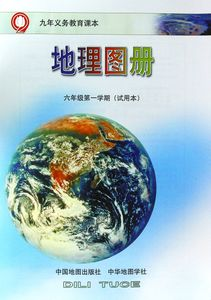 九年义务教育课本
地理图册
六年级第一学期（试用本）
中国地图出版社 中华地图学社
DILI TUCE